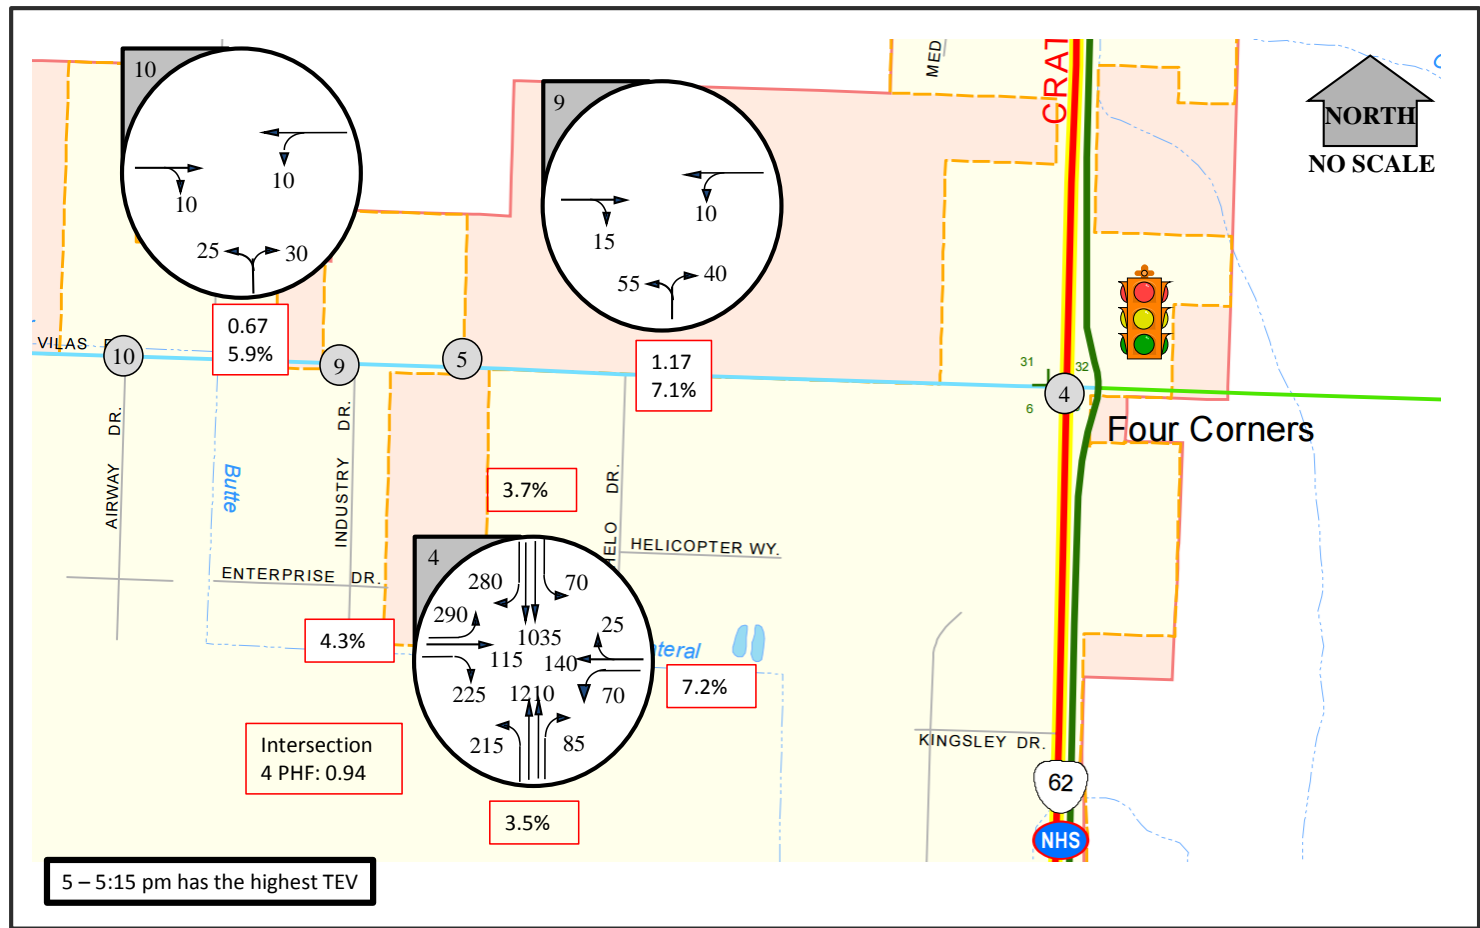 10
10
10
25
30
0.67
5.9%
9
10
15
55
40
1.17
7.1%
MED
CRAT
NORTH
NO SCALE
VILAS
10
9
5
31
32
6
4
Four Corners
AIRWAY DR.
Butte
INDUSTRY DR.
ENTERPRISE DR.
3.7%
DR.
HELICOPTER WY.
4
280
70
290
1035
25
115
140
225
1210
70
215
85
4.3%
7.2%
3.5%
Intersection
4 PHF: 0.94
KINGSLEY DR.
62
NHS
5 – 5:15 pm has the highest TEV